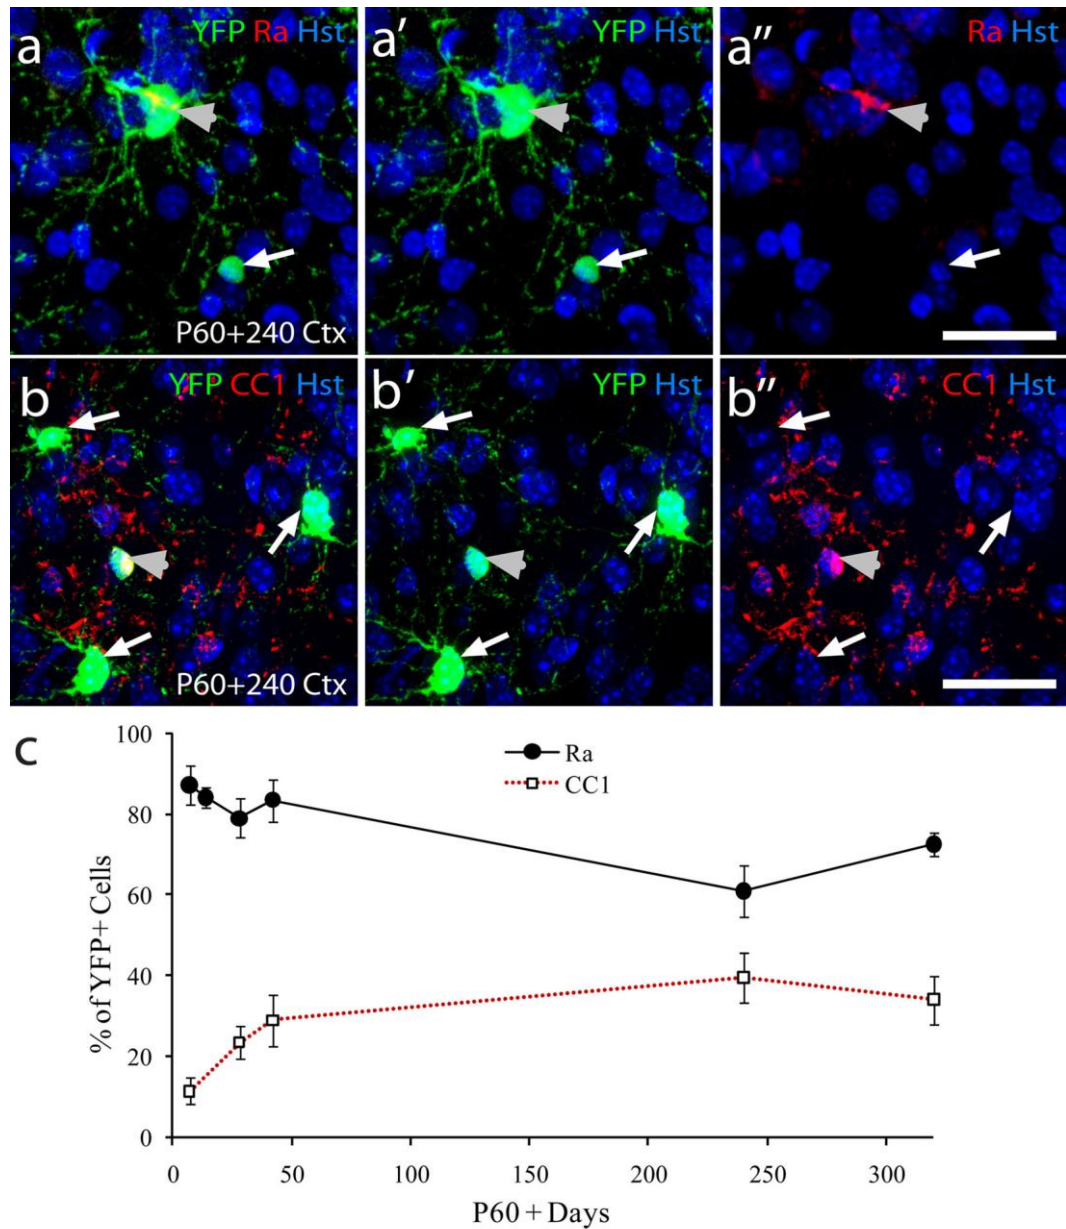 a YFP Ra Hst
a′ YFP Hst
a″ Ra Hst
P60+240 Ctx
b YFP CC1 Hst
b′ YFP Hst
b″ CC1 Hst
P60+240 Ctx
c
Ra
CC1
% of YFP+ Cells
100
80
60
40
20
0
0 50 100 150 200 250 300
P60 + Days